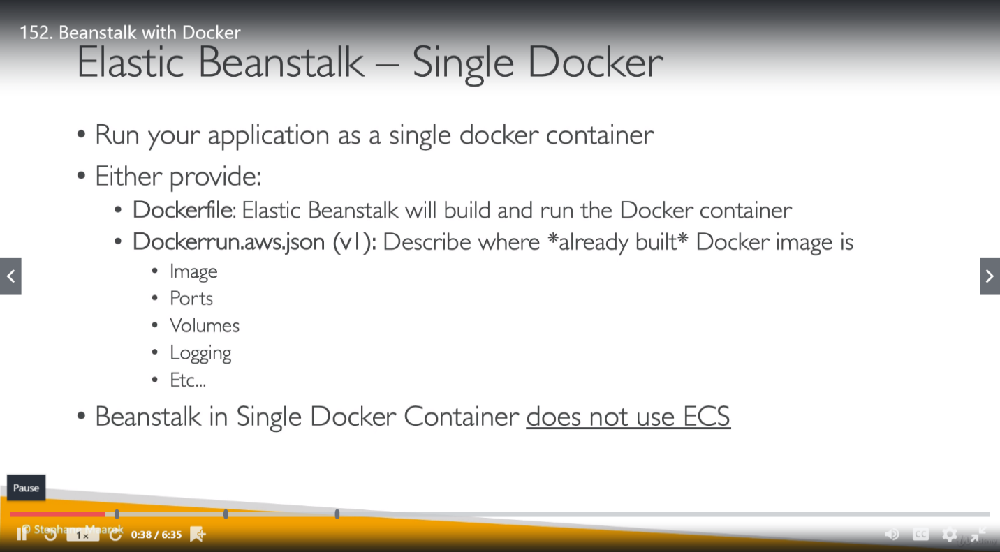 152. Beanstalk with Docker
Elastic Beanstalk – Single Docker
• Run your application as a single docker container
• Either provide:
• Dockerfile: Elastic Beanstalk will build and run the Docker container
• Dockerrun.aws.json (v1): Describe where *already built* Docker image is
• Image
• Ports
• Volumes
• Logging
• Etc...
• Beanstalk in Single Docker Container does not use ECS
Pause
© Stephane Maarek
1x
0:38 / 6:35
CC